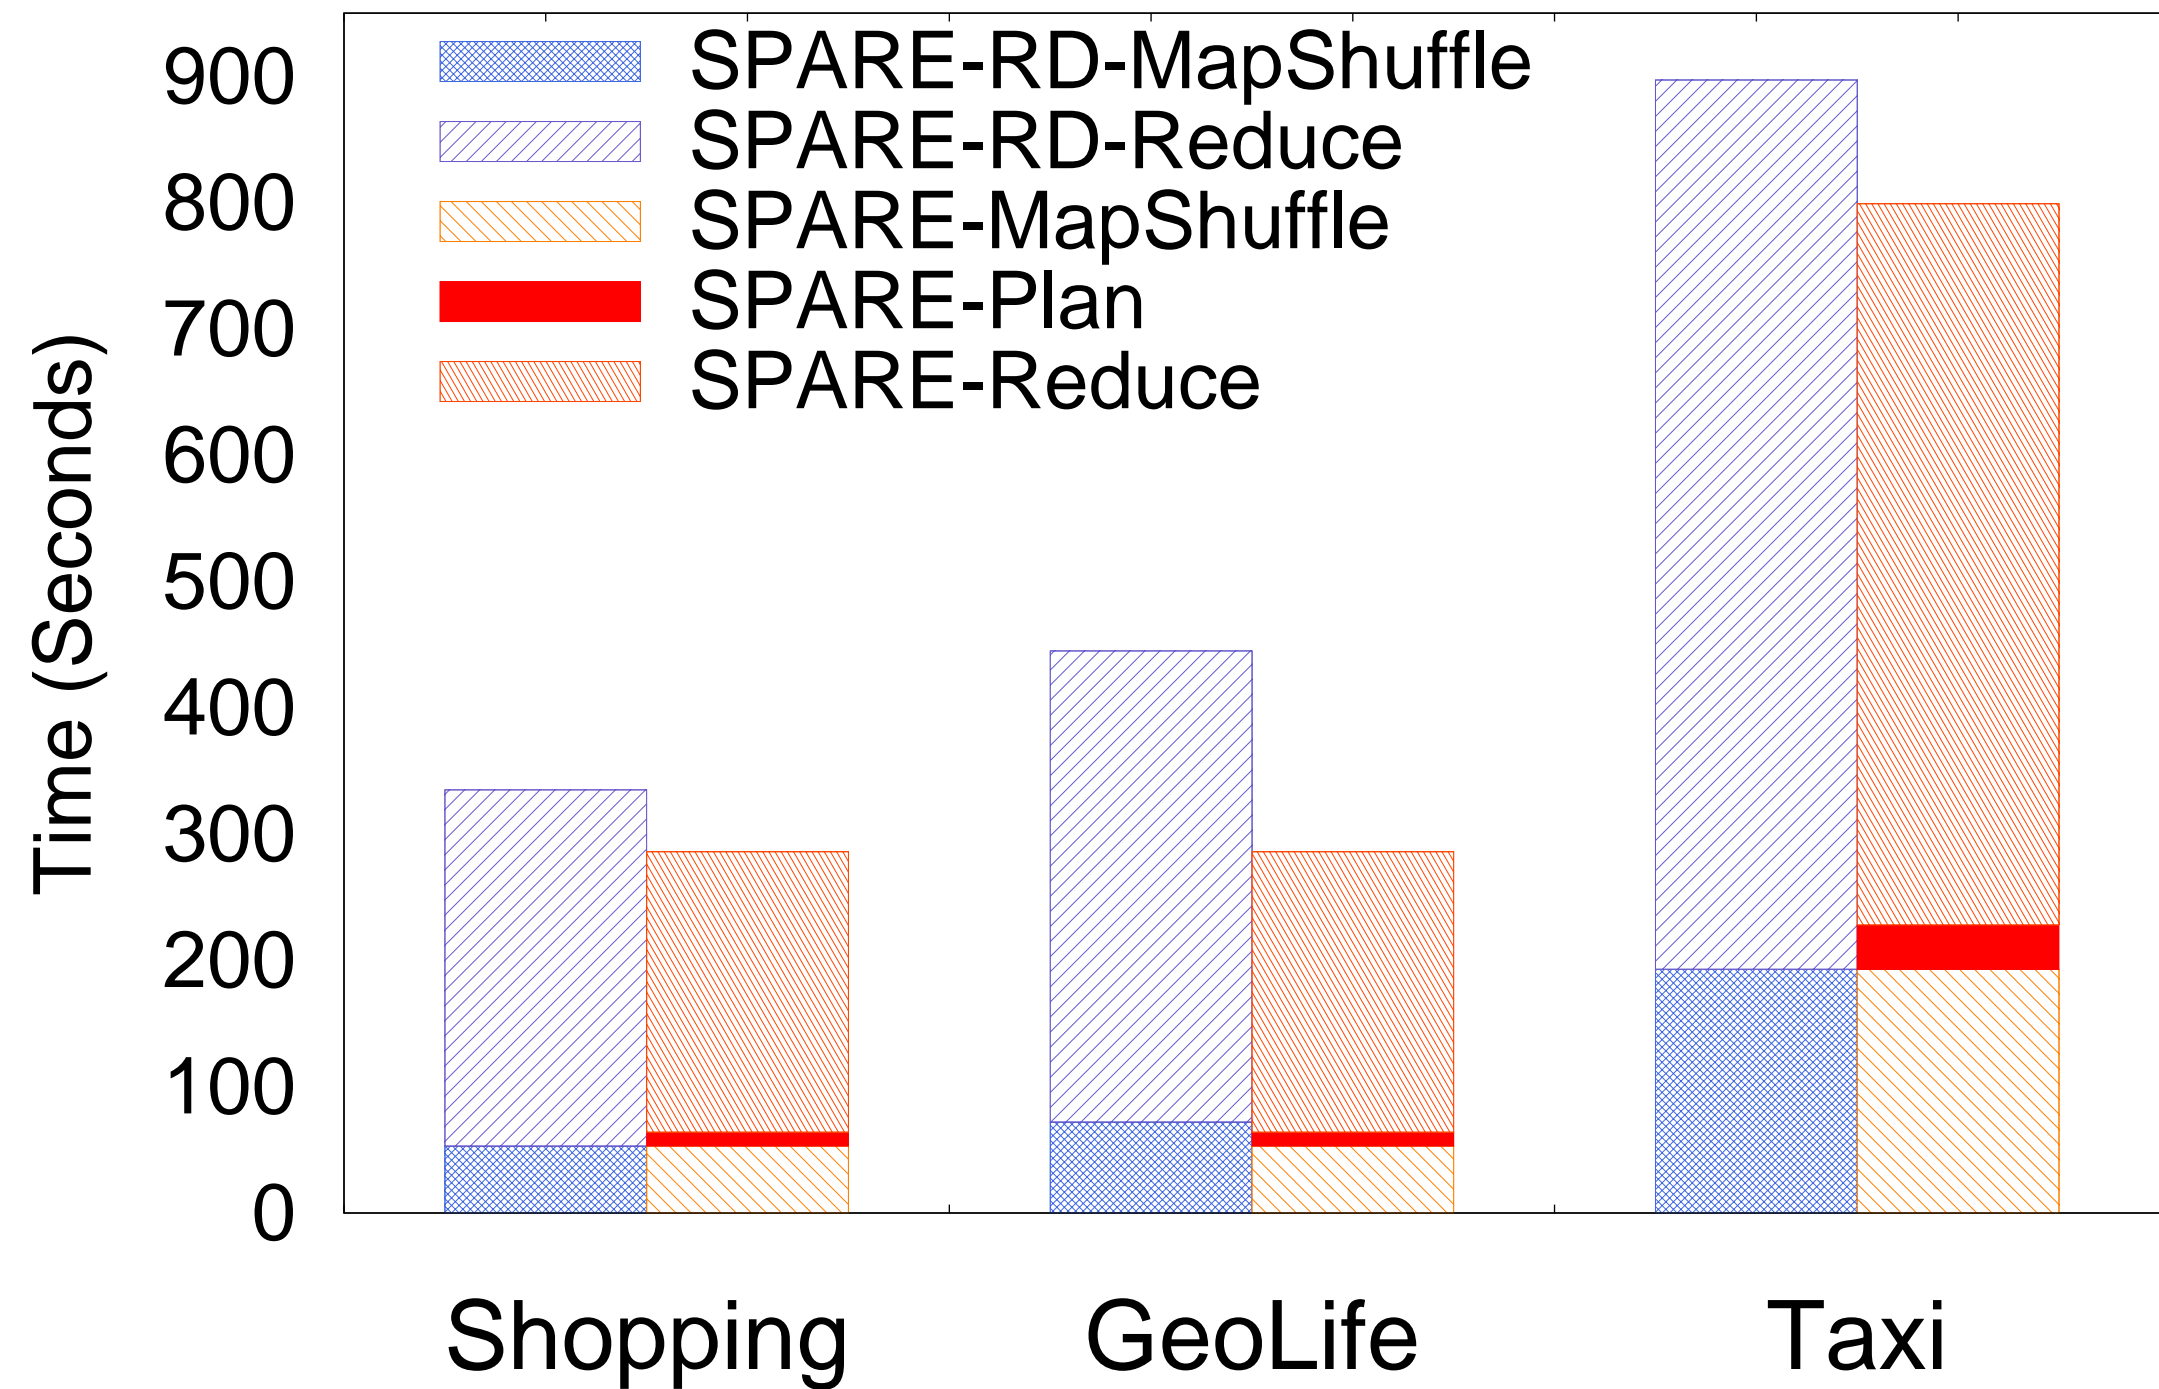 SPARE-RD-MapShuffle
SPARE-RD-Reduce
SPARE-MapShuffle
SPARE-Plan
SPARE-Reduce
Time (Seconds)
900
800
700
600
500
400
300
200
100
0
Shopping
GeoLife
Taxi